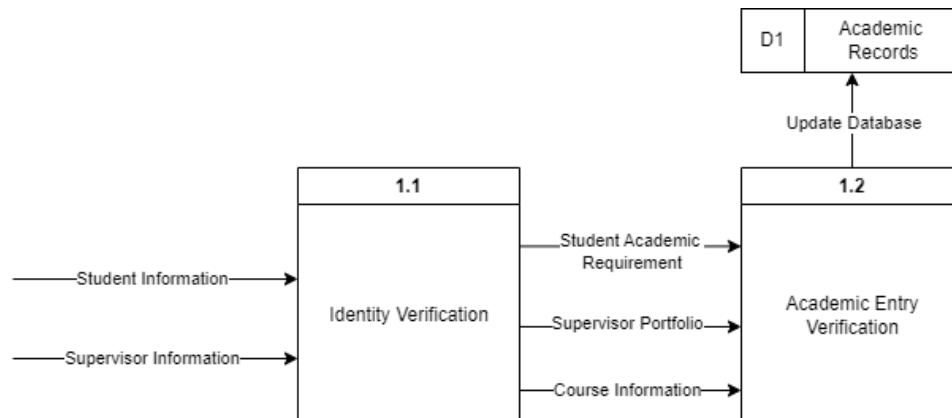 D1
Academic
Records
Update Database
1.1
1.2
Student Academic
Requirement
Student Information
Identity Verification
Academic Entry
Verification
Supervisor Portfolio
Supervisor Information
Course Information